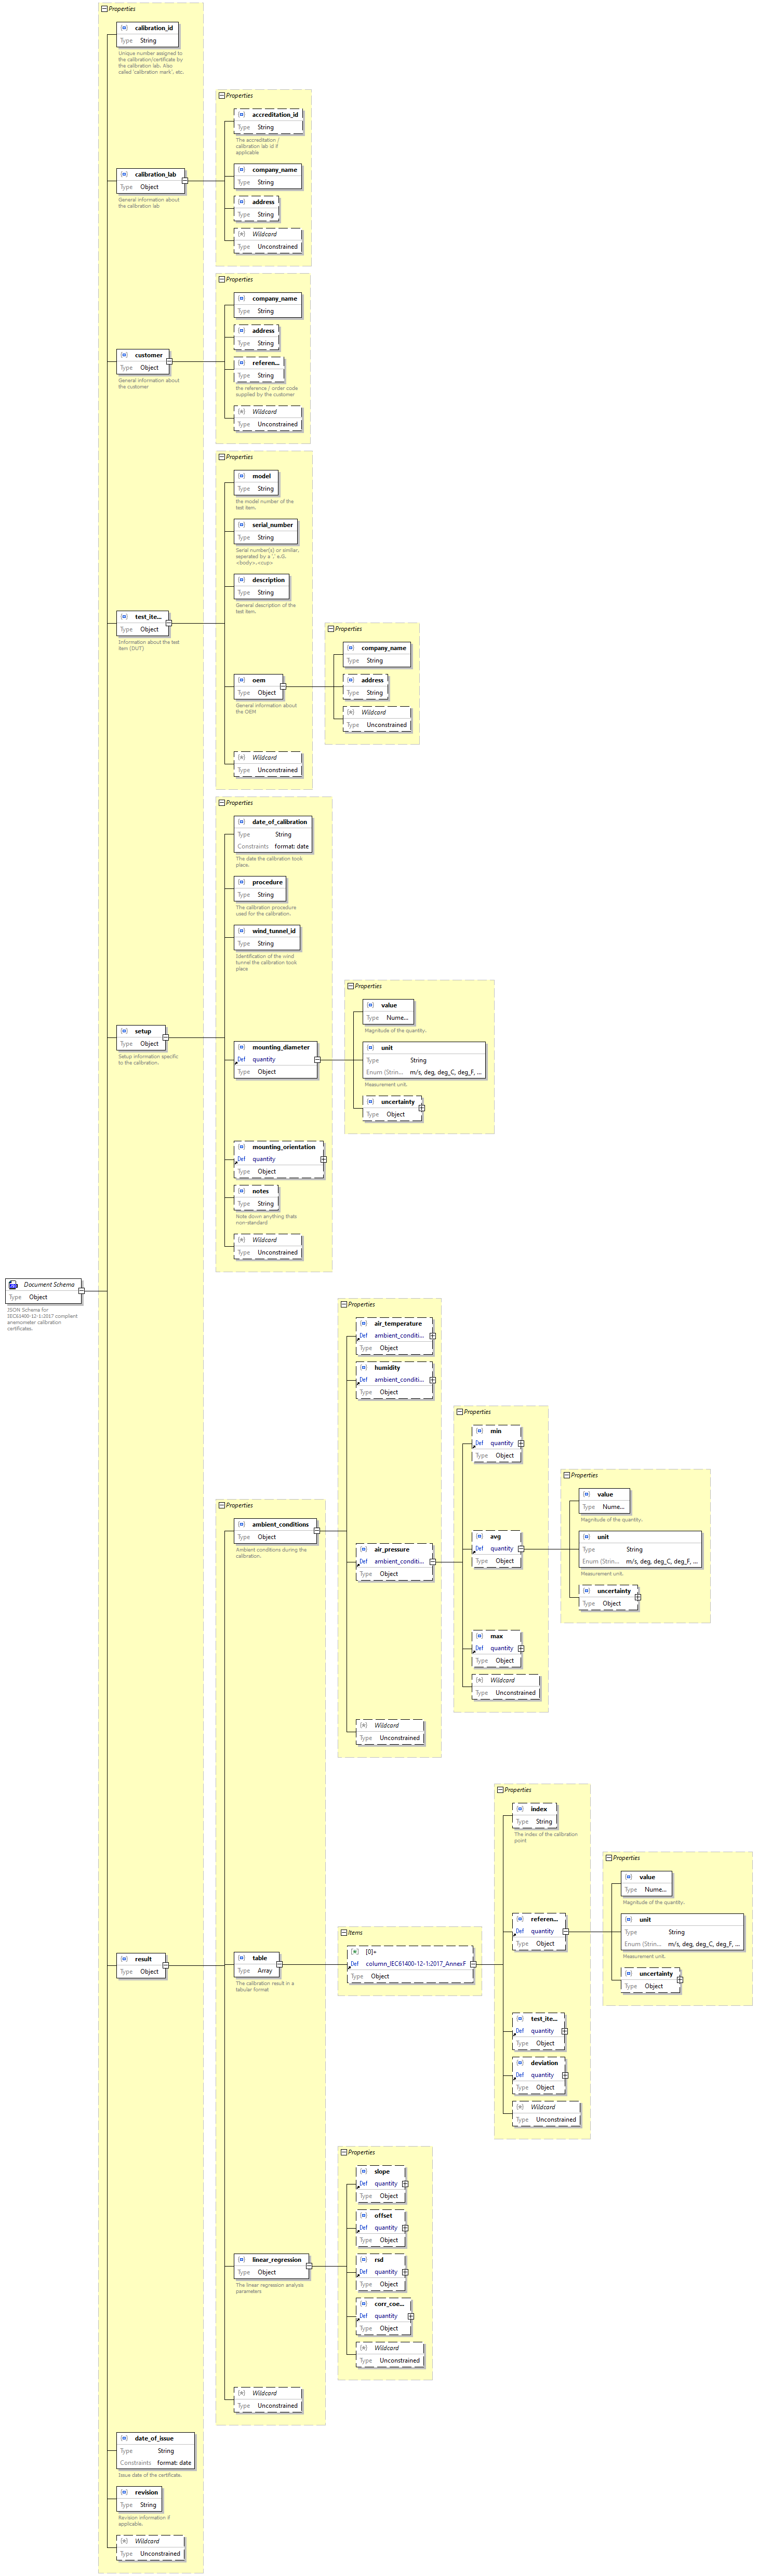 Properties
calibration_id
Type String
Unique number assigned to
the calibration/certificate by
the calibration lab. Also
called 'calibration mark', etc.
Properties
accreditation_id
Type String
The accreditation /
calibration lab id if
applicable
calibration_lab
Type Object
General information about
the calibration lab
company_name
Type String
address
Type String
Wildcard
Type Unconstrained
Properties
company_name
Type String
address
Type String
customer
Type Object
General information about
the customer
referen...
Type String
the reference / order code
supplied by the customer
Wildcard
Type Unconstrained
Properties
model
Type String
the model number of the
test item.
serial_number
Type String
Serial number(s) or similar.
seperated by a '.' e.G.
<body>.<cup>
description
Type String
General description of the
test item.
test_ite...
Type Object
Information about the test
item (DUT)
Properties
company_name
Type String
oem
Type Object
General information about
the OEM
address
Type String
Wildcard
Type Unconstrained
Wildcard
Type Unconstrained
Properties
date_of_calibration
Type String
Constraints format: date
The date the calibration took
place.
procedure
Type String
The calibration procedure
used for the calibration.
wind_tunnel_id
Type String
Identification of the wind
tunnel the calibration took
place
Properties
value
Type Nume...
Magnitude of the quantity.
setup
Type Object
Setup information specific
to the calibration.
mounting_diameter
Def quantity
Type Object
unit
Type String
Enum (Strin... m/s, deg, deg_C, deg_F, ...
Measurement unit.
uncertainty
Type Object
mounting_orientation
Def quantity
Type Object
notes
Type String
Note down anything thats
non-standard
Wildcard
Type Unconstrained
Document Schema
Type Object
JSON Schema for
IEC61400-12-1:2017 complient
anemometer calibration
certificates.
Properties
air_temperature
Def ambient_conditi...
Type Object
humidity
Def ambient_conditi...
Type Object
Properties
min
Def quantity
Type Object
Properties
value
Type Nume...
Magnitude of the quantity.
Properties
ambient_conditions
Type Object
Ambient conditions during the
calibration.
air_pressure
Def ambient_conditi...
Type Object
avg
Def quantity
Type Object
unit
Type String
Enum (Strin... m/s, deg, deg_C, deg_F, ...
Measurement unit.
uncertainty
Type Object
max
Def quantity
Type Object
Wildcard
Type Unconstrained
Wildcard
Type Unconstrained
Properties
index
Type String
The index of the calibration
point
Properties
value
Type Nume...
Magnitude of the quantity.
referen...
Def quantity
Type Object
unit
Type String
Enum (Strin... m/s, deg, deg_C, deg_F, ...
Measurement unit.
result
Type Object
table
Type Array
The calibration result in a
tabular format
Items
[0]+
Def column_IEC61400-12-1:2017_AnnexF
Type Object
uncertainty
Type Object
test_ite...
Def quantity
Type Object
deviation
Def quantity
Type Object
Wildcard
Type Unconstrained
Properties
slope
Def quantity
Type Object
offset
Def quantity
Type Object
linear_regression
Type Object
The linear regression analysis
parameters
rsd
Def quantity
Type Object
corr_coe...
Def quantity
Type Object
Wildcard
Type Unconstrained
Wildcard
Type Unconstrained
date_of_issue
Type String
Constraints format: date
Issue date of the certificate.
revision
Type String
Revision information if
applicable.
Wildcard
Type Unconstrained